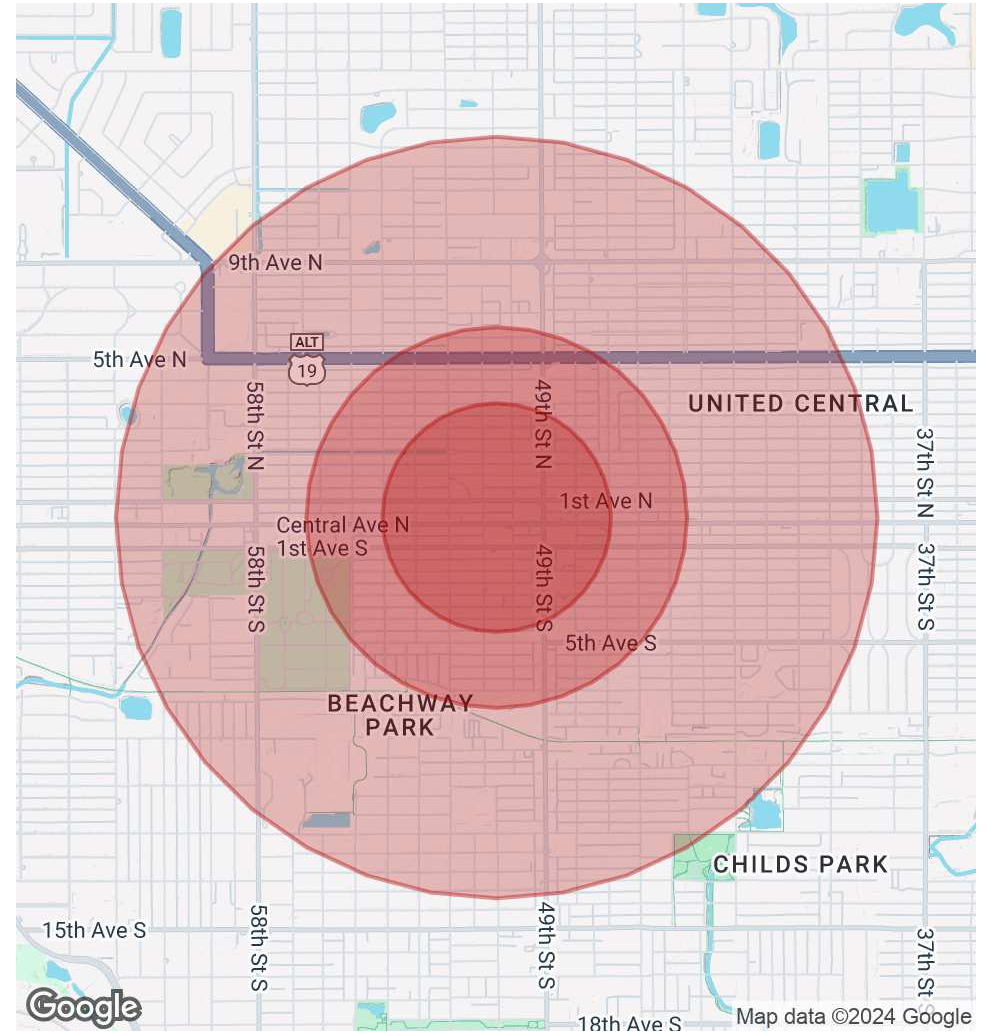 9th Ave N
ALT
19
5th Ave N
UNITED CENTRAL
58th St N
49th St N
37th St N
1st Ave N
Central Ave N
1st Ave S
58th St S
49th St S
37th St S
5th Ave S
BEACHWAY
PARK
CHILDS PARK
15th Ave S
58th St S
49th St S
37th St S
18th Ave S
Google
Map data ©2024 Google